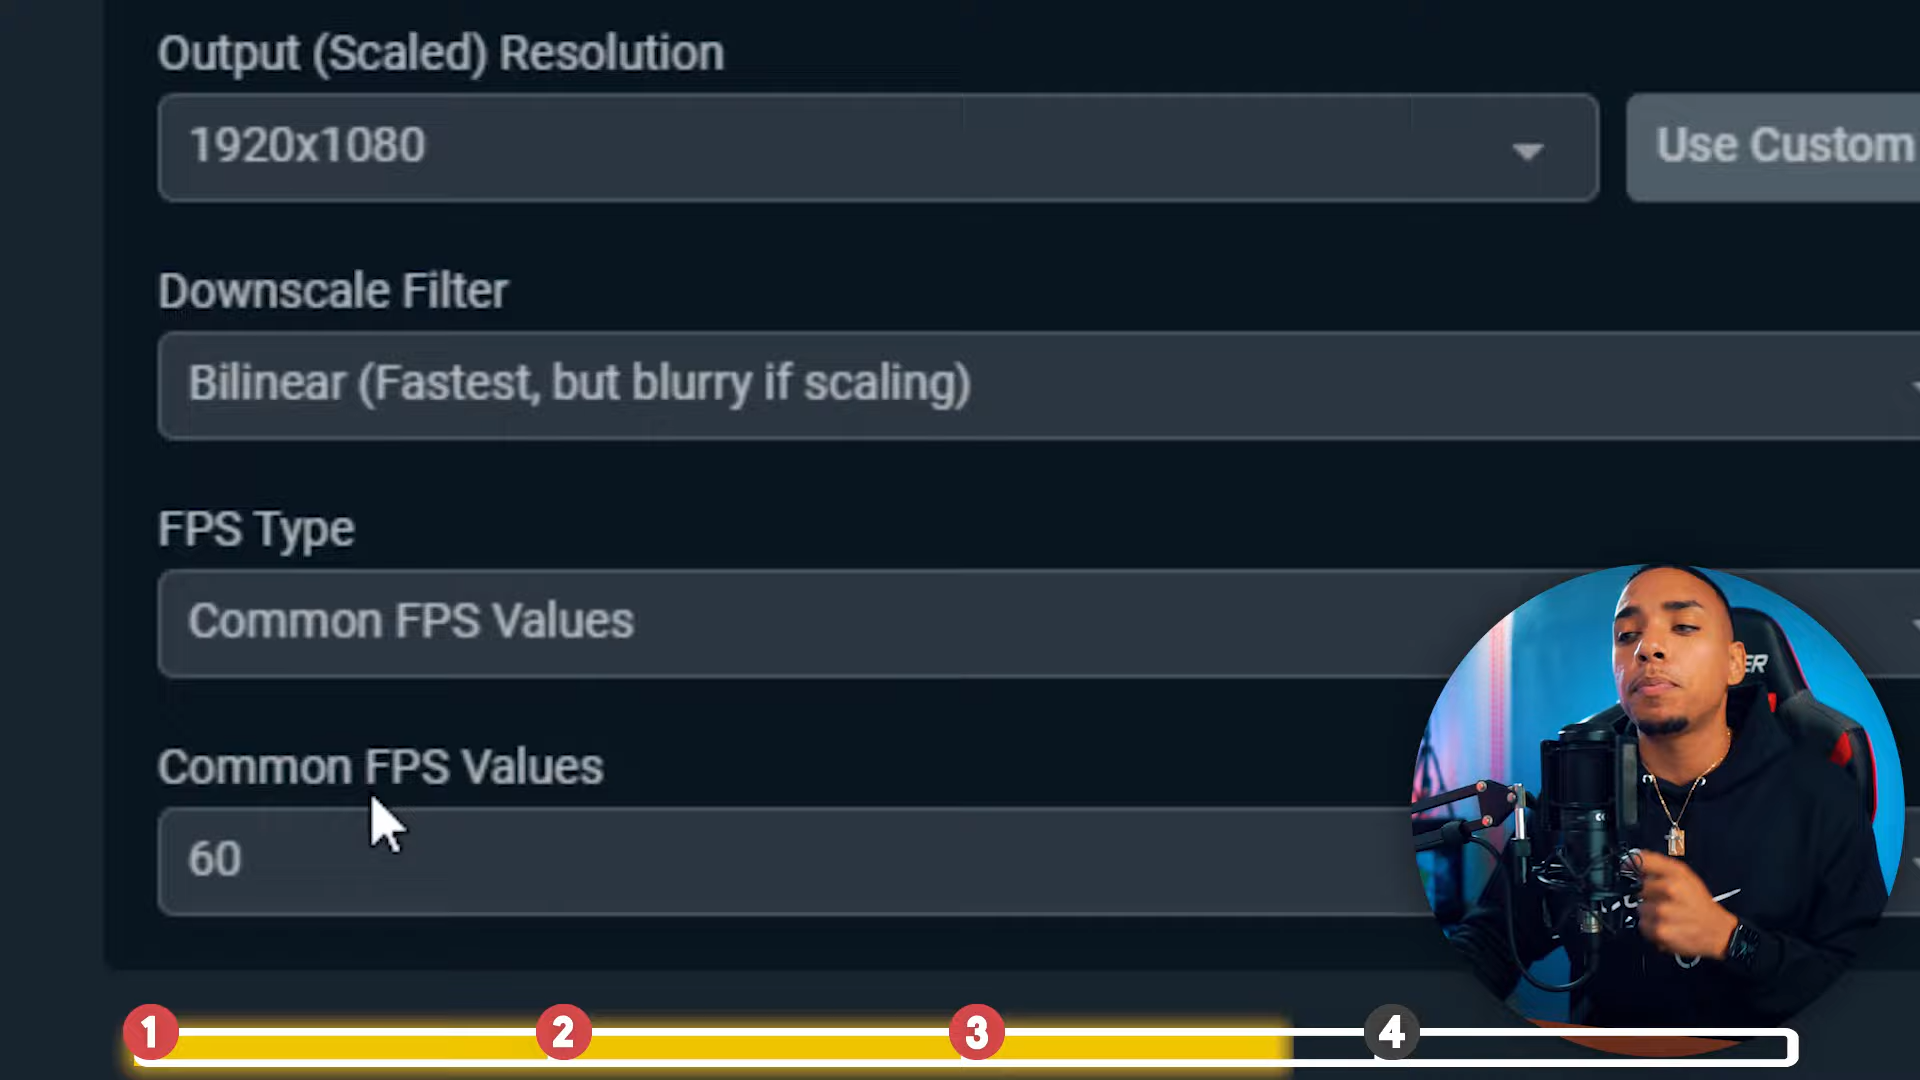 Output (Scaled) Resolution
1920x1080
Use Custom
Downscale Filter
Bilinear (Fastest, but blurry if scaling)
FPS Type
Common FPS Values
Common FPS Values
60
ER
1
2
3
4